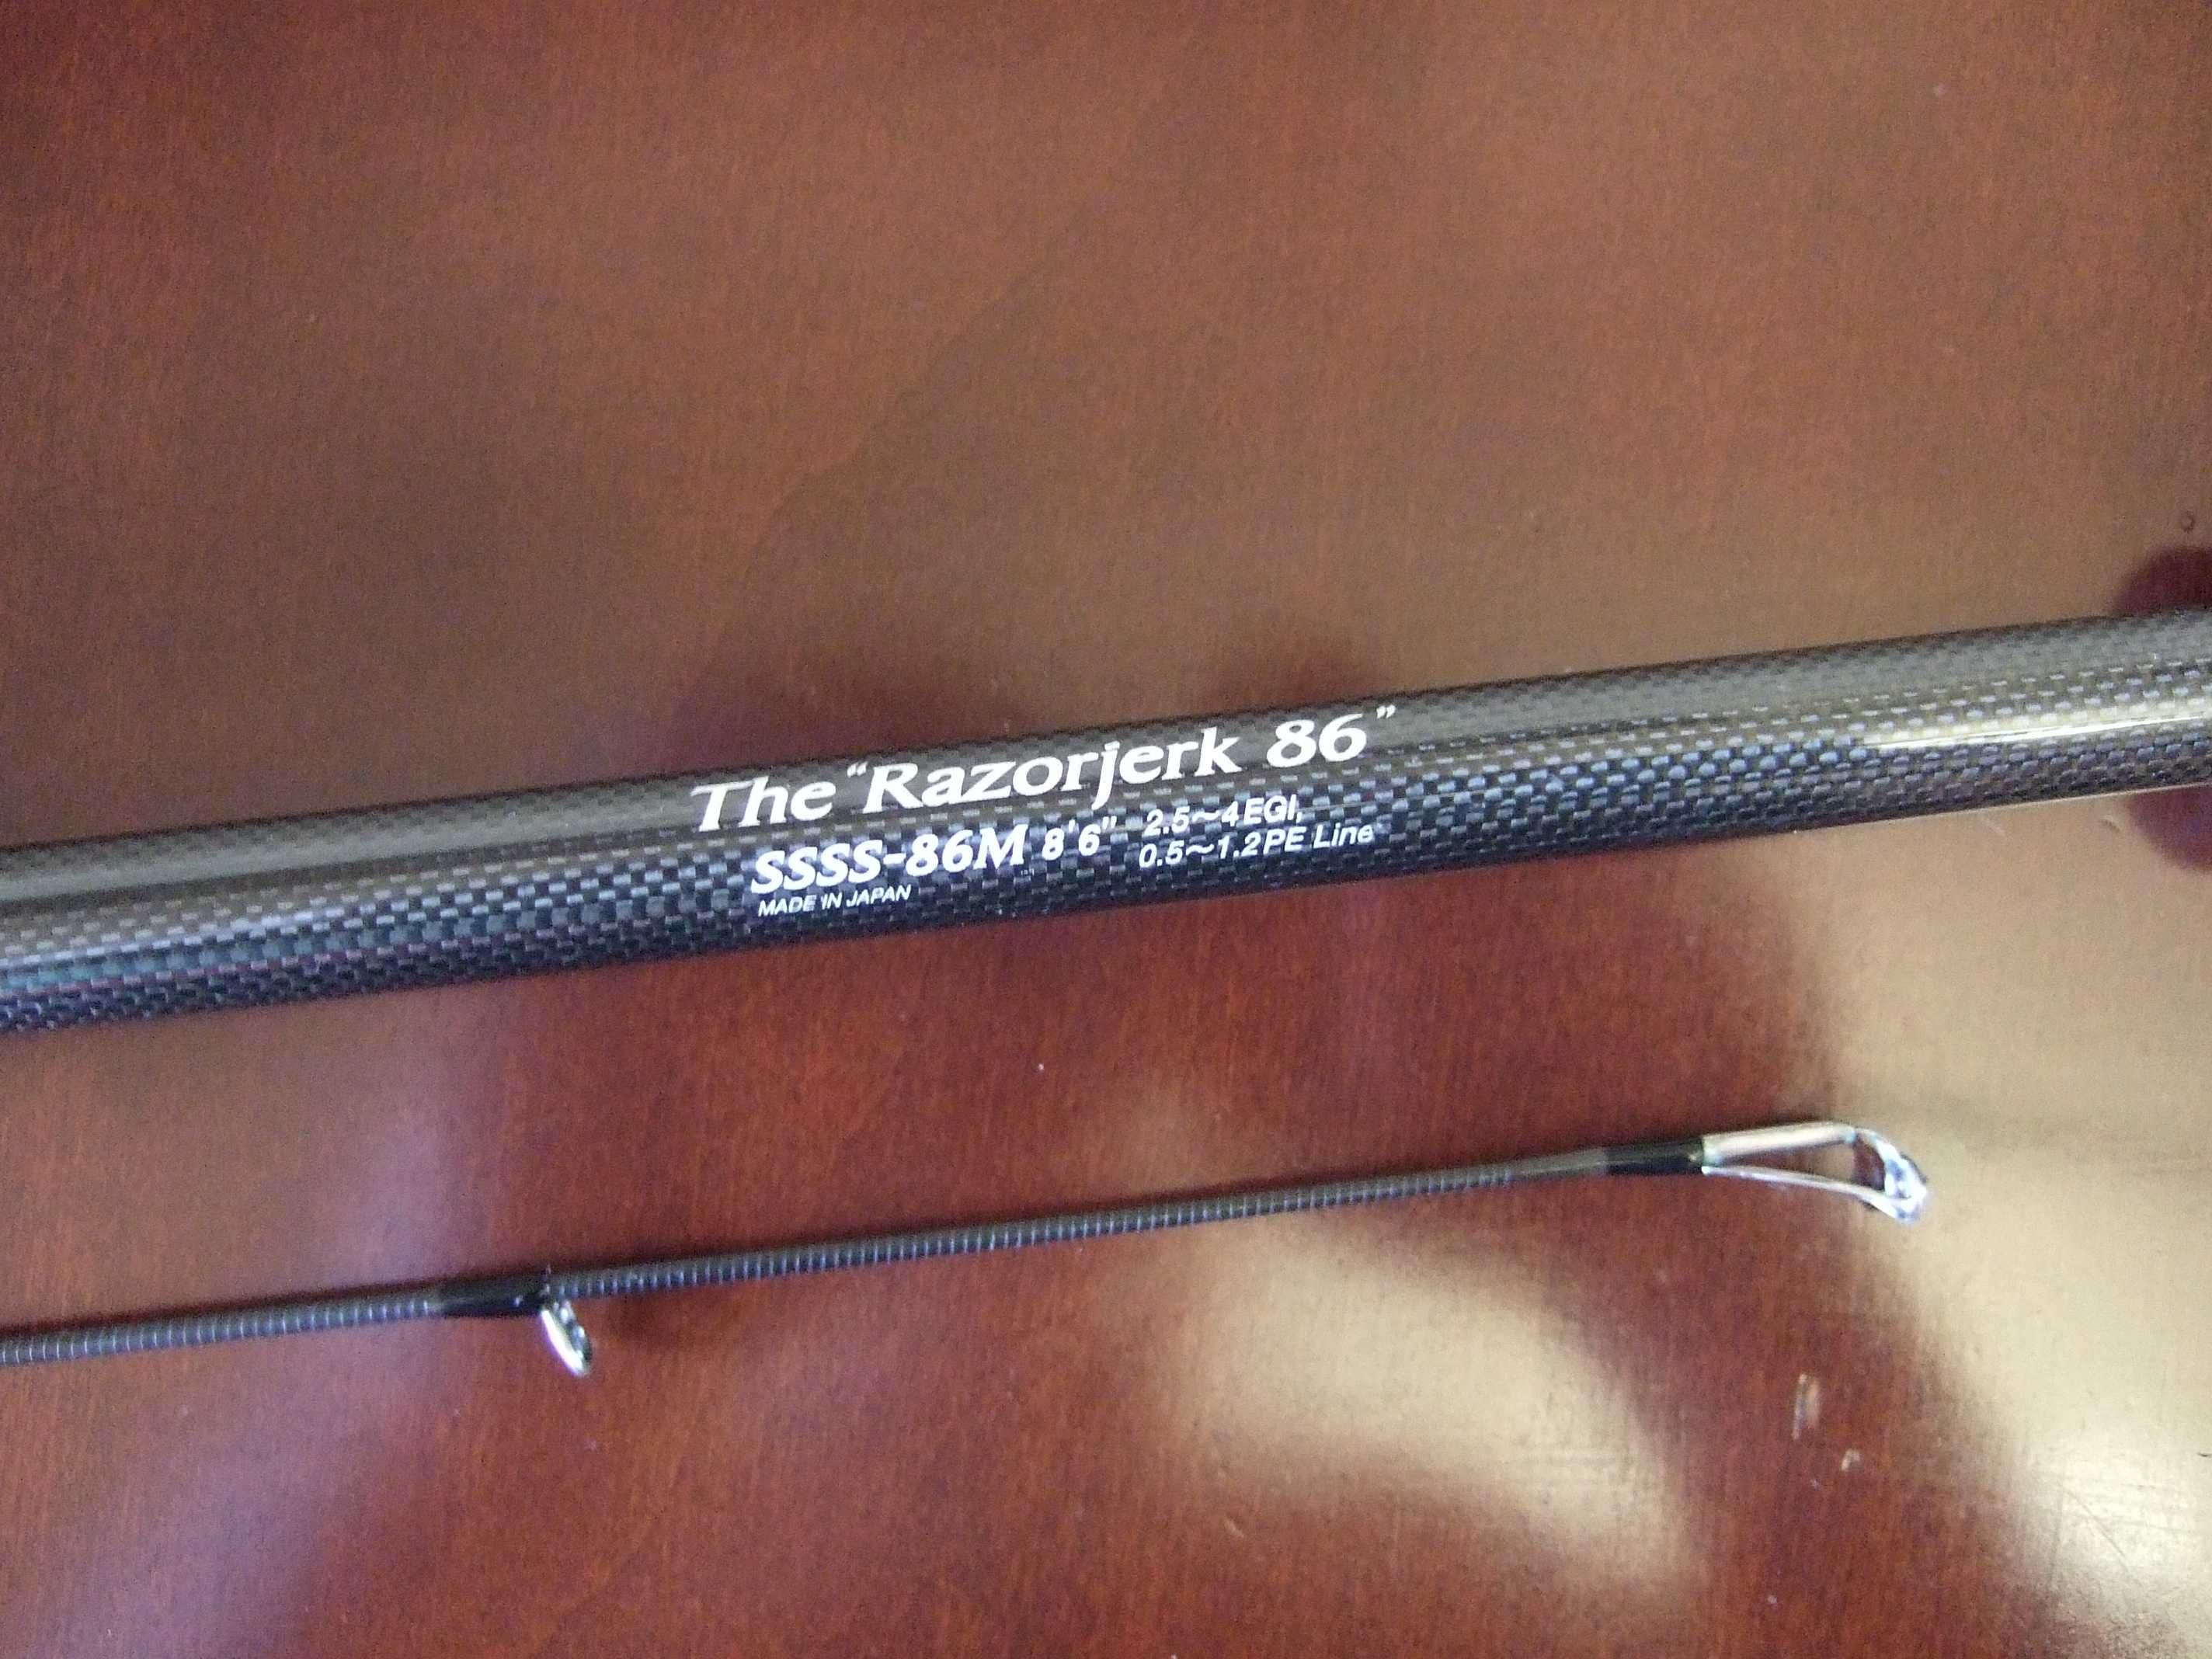 The “Razorjerk 86”
SSSS-86M 8'6" 2.5～4EGI,
0.5～1.2PE Line
MADE IN JAPAN